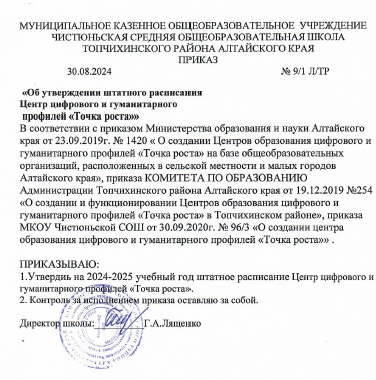 МУНИЦИПАЛЬНОЕ КАЗЕННОЕ ОБЩЕОБРАЗОВАТЕЛЬНОЕ УЧРЕЖДЕНИЕ
ЧИСТЮНЬСКАЯ СРЕДНЯЯ ОБЩЕОБРАЗОВАТЕЛЬНАЯ ШКОЛА
ТОПЧИХИНСКОГО РАЙОНА АЛТАЙСКОГО КРАЯ
ПРИКАЗ
30.08.2024 № 9/1 Л/ТР
«Об утверждении штатного расписания
Центр цифрового и гуманитарного
профилей «Точка роста»»
В соответствии с приказом Министерства образования и науки Алтайского
края от 23.09.2019г. № 1420 « О создании Центров образования цифрового и
гуманитарного профилей «Точка роста» на базе общеобразовательных
организаций, расположенных в сельской местности и малых городов
Алтайского края», приказа КОМИТЕТА ПО ОБРАЗОВАНИЮ
Администрации Топчихинского района Алтайского края от 19.12.2019 №254
«О создании и функционировании Центров образования цифрового и
гуманитарного профилей «Точка роста» в Топчихинском районе», приказа
МКОУ Чистюньской СОШ от 30.09.2020г. № 96/3 «О создании центра
образования цифрового и гуманитарного профилей «Точка роста»» .
ПРИКАЗЫВАЮ:
1.Утвердиь на 2024-2025 учебный год штатное расписание Центр цифрового и
гуманитарного профилей «Точка роста».
2. Контроль за исполнением приказа оставляю за собой.
Директор школы: Г.А.Лященко